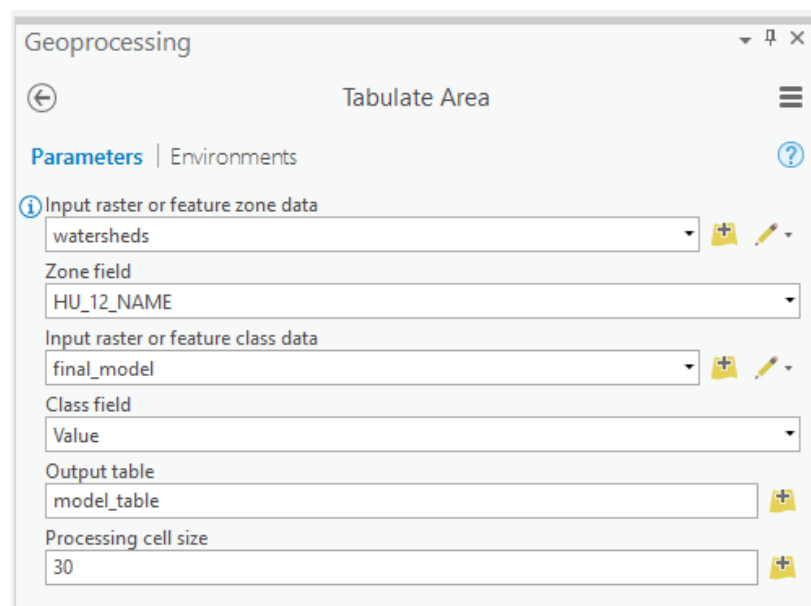 Geoprocessing
Tabulate Area
Parameters | Environments
Input raster or feature zone data
watersheds
Zone field
HU_12_NAME
Input raster or feature class data
final_model
Class field
Value
Output table
model_table
Processing cell size
30